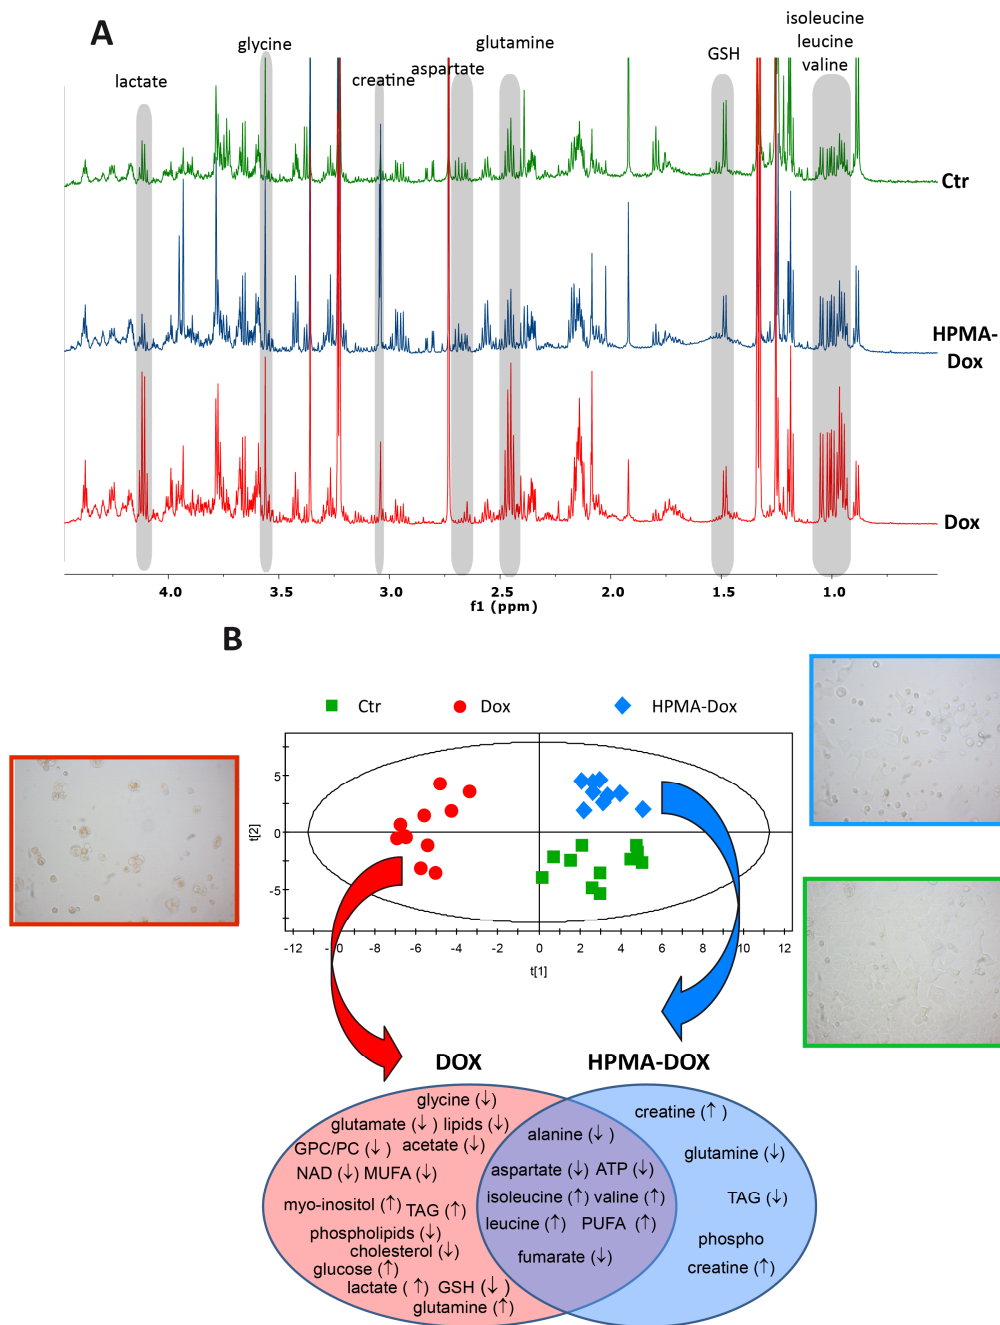 A
lactate
glycine
creatine
aspartate
glutamine
GSH
isoleucine
leucine
valine
Ctr
HPMA-
Dox
Dox
4.0 3.5 3.0 2.5 2.0 1.5 1.0
f1 (ppm)
B
Ctr Dox HPMA-Dox
t[2]
5
0
-5
-12 -10 -8 -6 -4 -2 0 2 4 6 8 10 12
t[1]
DOX HPMA-DOX
glycine (↓)
glutamate (↓) lipids (↓)
GPC/PC (↓) acetate (↓)
NAD (↓) MUFA (↓)
myo-inositol (↑) TAG (↑)
phospholipids (↓)
cholesterol (↓)
glucose (↑)
lactate (↑) GSH (↓)
glutamine (↑)
alanine (↓)
aspartate (↓) ATP (↓)
isoleucine (↑) valine (↑)
leucine (↑) PUFA (↑)
fumarate (↓)
creatine (↑)
glutamine (↓)
TAG (↓)
phospho
creatine (↑)